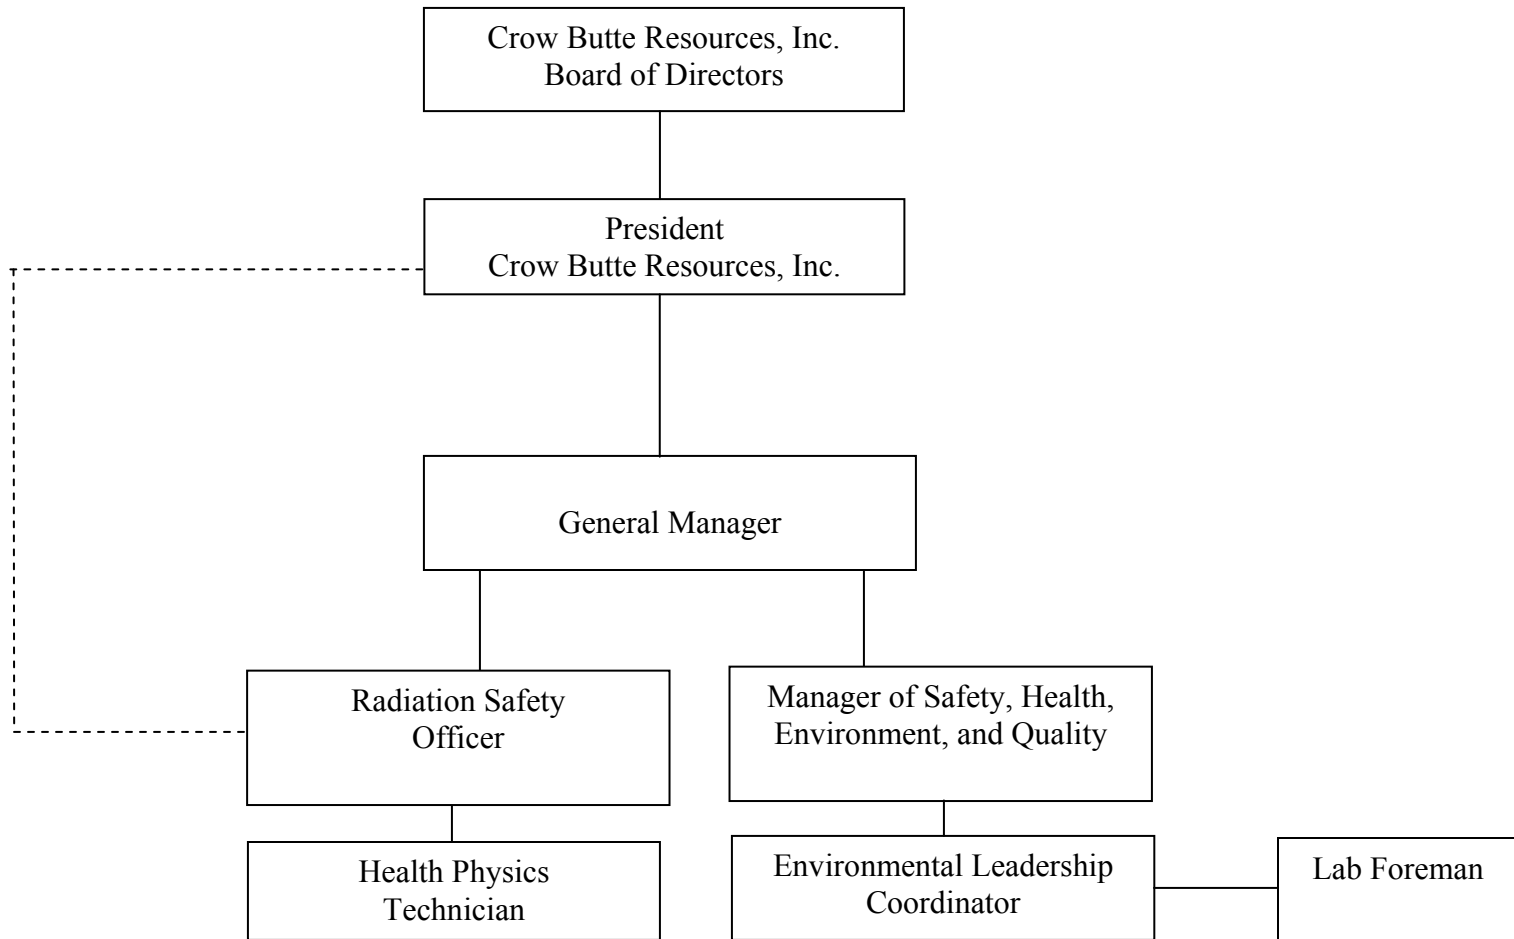 Crow Butte Resources, Inc.
Board of Directors
President
Crow Butte Resources, Inc.
General Manager
Radiation Safety
Officer
Manager of Safety, Health,
Environment, and Quality
Health Physics
Technician
Environmental Leadership
Coordinator
Lab Foreman